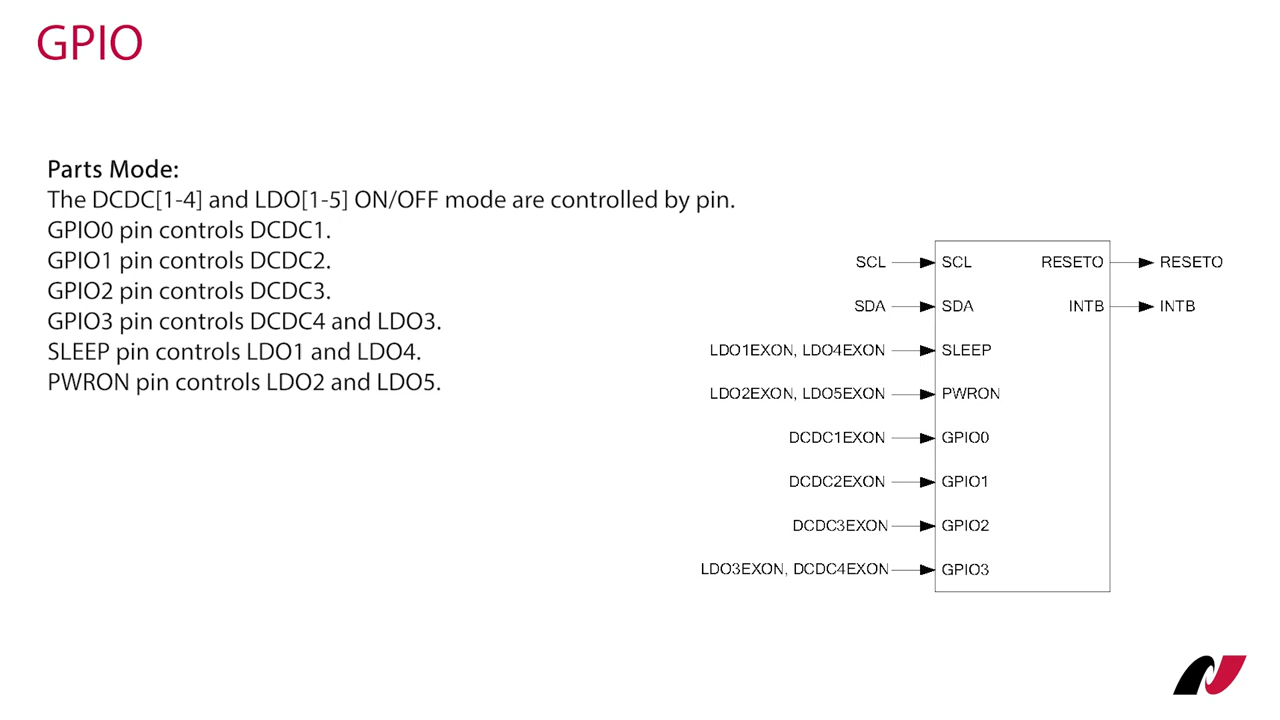 GPIO
Parts Mode:
The DCDC[1-4] and LDO[1-5] ON/OFF mode are controlled by pin.
GPIO0 pin controls DCDC1.
GPIO1 pin controls DCDC2.
GPIO2 pin controls DCDC3.
GPIO3 pin controls DCDC4 and LDO3.
SLEEP pin controls LDO1 and LDO4.
PWRON pin controls LDO2 and LDO5.
SCL SCL RESETO RESETO
SDA SDA INTB INTB
LDO1EXON, LDO4EXON SLEEP
LDO2EXON, LDO5EXON PWRON
DCDC1EXON GPIO0
DCDC2EXON GPIO1
DCDC3EXON GPIO2
LDO3EXON, DCDC4EXON GPIO3